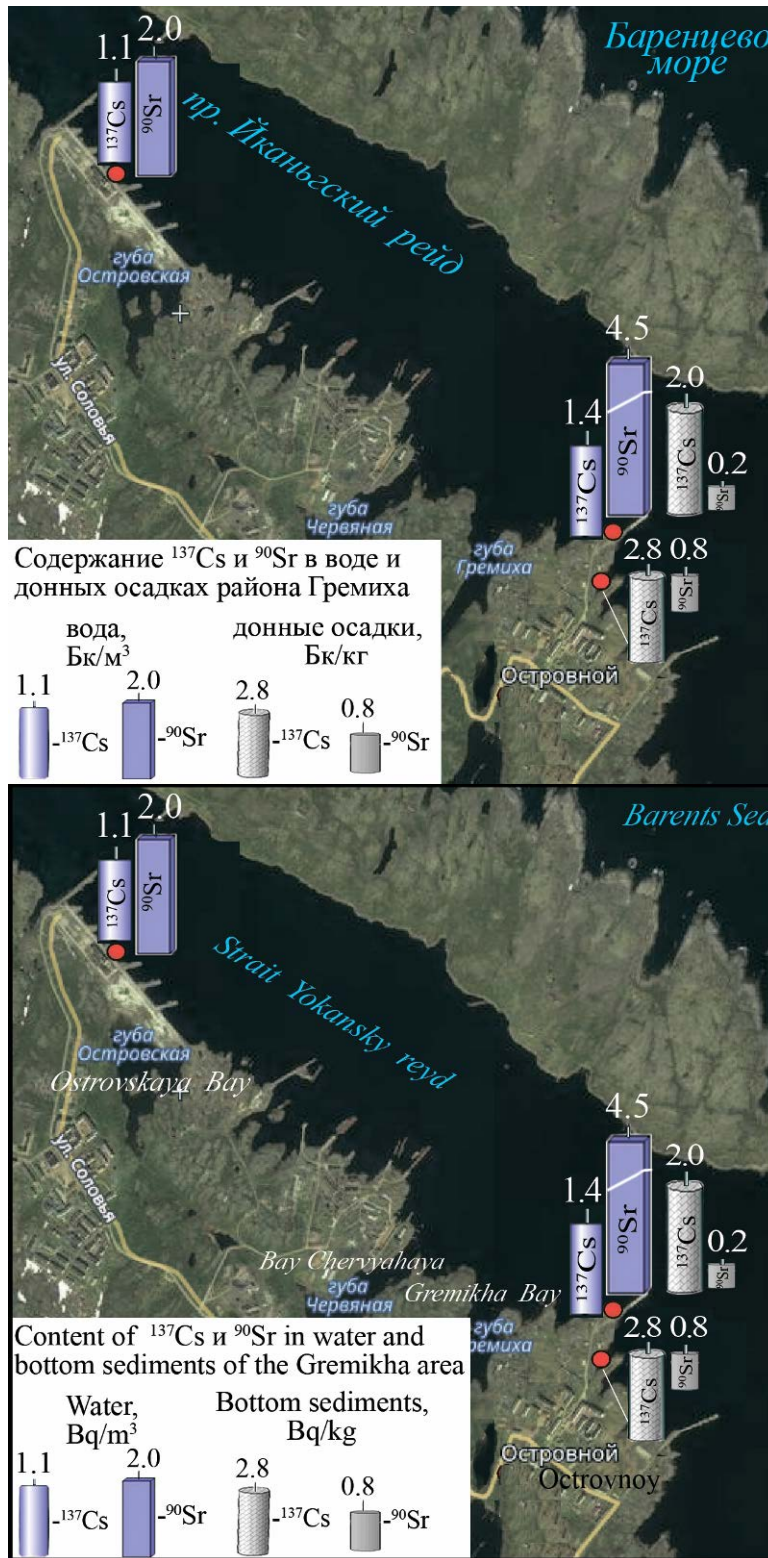 2.0
1.1
Баренцево
море
¹³⁷Cs
⁹⁰Sr
пр. Йканьгский рейд
губа
Островская
4.5
ул. Соловья
2.0
1.4
⁹⁰Sr
¹³⁷Cs
0.2
¹³⁷Cs
⁹⁰Sr
губа
Червяная
губа
Гремиха
2.8 0.8
¹³⁷Cs
⁹⁰Sr
Островной
Содержание ¹³⁷Cs и ⁹⁰Sr в воде и
донных осадках района Гремиха
вода,
Бк/м³
донные осадки,
Бк/кг
1.1
2.0
2.8
0.8
-¹³⁷Cs
-⁹⁰Sr
-¹³⁷Cs
-⁹⁰Sr
2.0
1.1
Barents Sea
¹³⁷Cs
⁹⁰Sr
Strait Yokansky reyd
губа
Островская
Ostrovskaya Bay
4.5
ул. Соловья
2.0
1.4
⁹⁰Sr
¹³⁷Cs
0.2
¹³⁷Cs
⁹⁰Sr
Bay Chervyahaya
губа
Червяная
Gremikha Bay
губа
ремиха
2.8 0.8
¹³⁷Cs
⁹⁰Sr
Островной
Octrovnoy
Content of ¹³⁷Cs и ⁹⁰Sr in water and
bottom sediments of the Gremikha area
Water,
Bq/m³
Bottom sediments,
Bq/kg
1.1
2.0
2.8
0.8
-¹³⁷Cs
-⁹⁰Sr
-¹³⁷Cs
-⁹⁰Sr